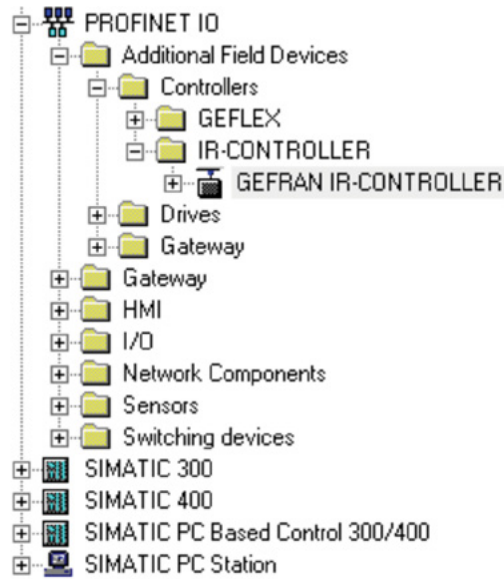 PROFINET IO
Additional Field Devices
Controllers
GEFLEX
IR-CONTROLLER
GEFRAN IR-CONTROLLER
Drives
Gateway
Gateway
HMI
I/O
Network Components
Sensors
Switching devices
SIMATIC 300
SIMATIC 400
SIMATIC PC Based Control 300/400
SIMATIC PC Station